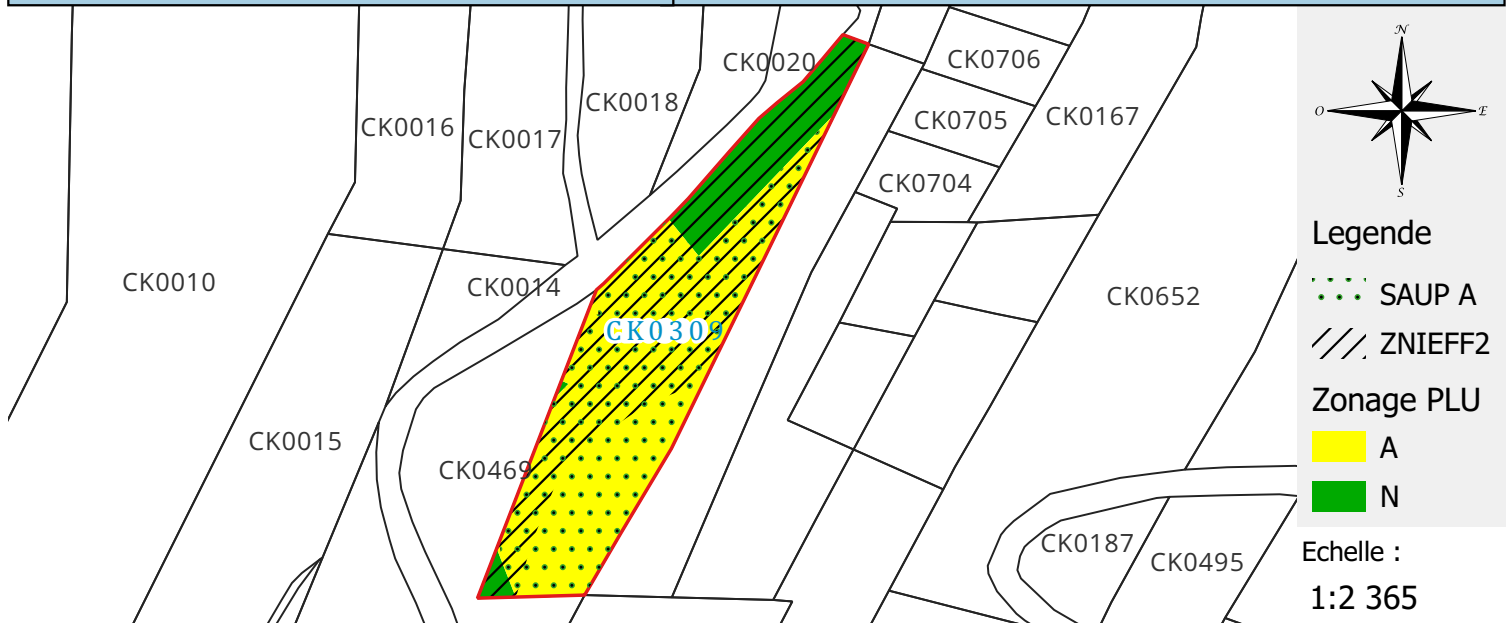 CK0020
CK0706
CK0018
CK0016
CK0017
CK0705
CK0167
CK0704
CK0010
CK0014
CK0309
CK0652
CK0015
CK0469
CK0187
CK0495
N
O
E
S
Legende
SAUP A
ZNIEFF2
Zonage PLU
A
N
Echelle :
1:2 365